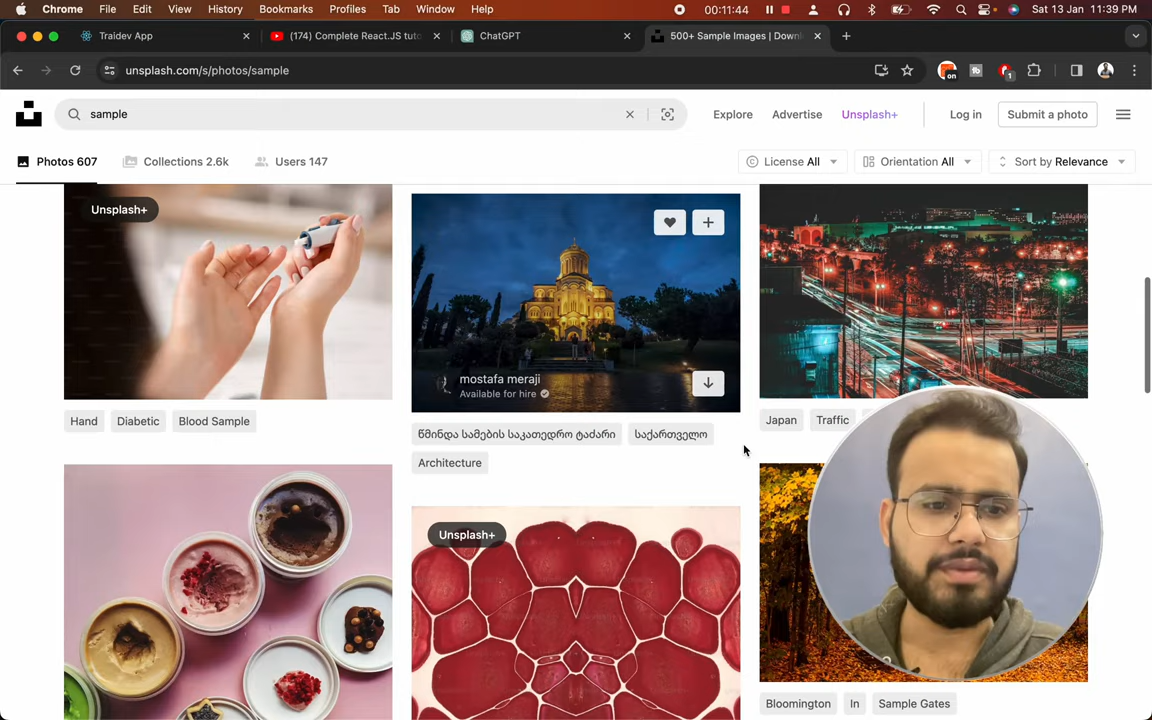 Chrome File Edit View History Bookmarks Profiles Tab Window Help 00:11:44 Sat 13 Jan 11:39 PM
Traidev App (174) Complete React.JS tuto ChatGPT 500+ Sample Images | Downl
unsplash.com/s/photos/sample on 1
sample Explore Advertise Unsplash+ Log in Submit a photo
Photos 607 Collections 2.6k Users 147 License All Orientation All Sort by Relevance
Unsplash+
mostafa meraji
Available for hire
Hand Diabetic Blood Sample
წმინდა სამების საკათედრო ტაძარი საქართველო
Architecture
Japan Traffic
Unsplash+
Bloomington In Sample Gates